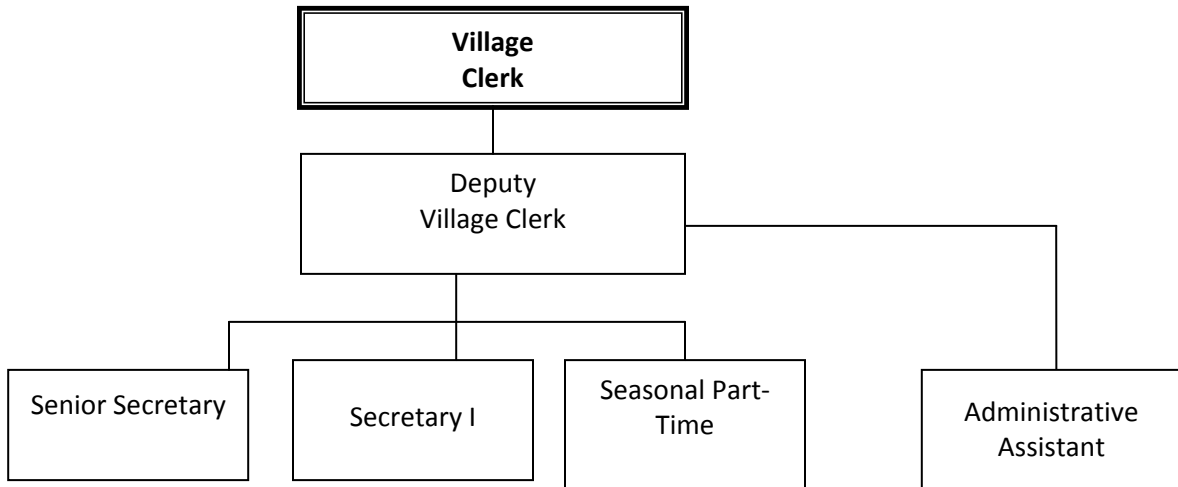 Village
Clerk
Deputy
Village Clerk
Senior Secretary
Secretary I
Seasonal Part-
Time
Administrative
Assistant